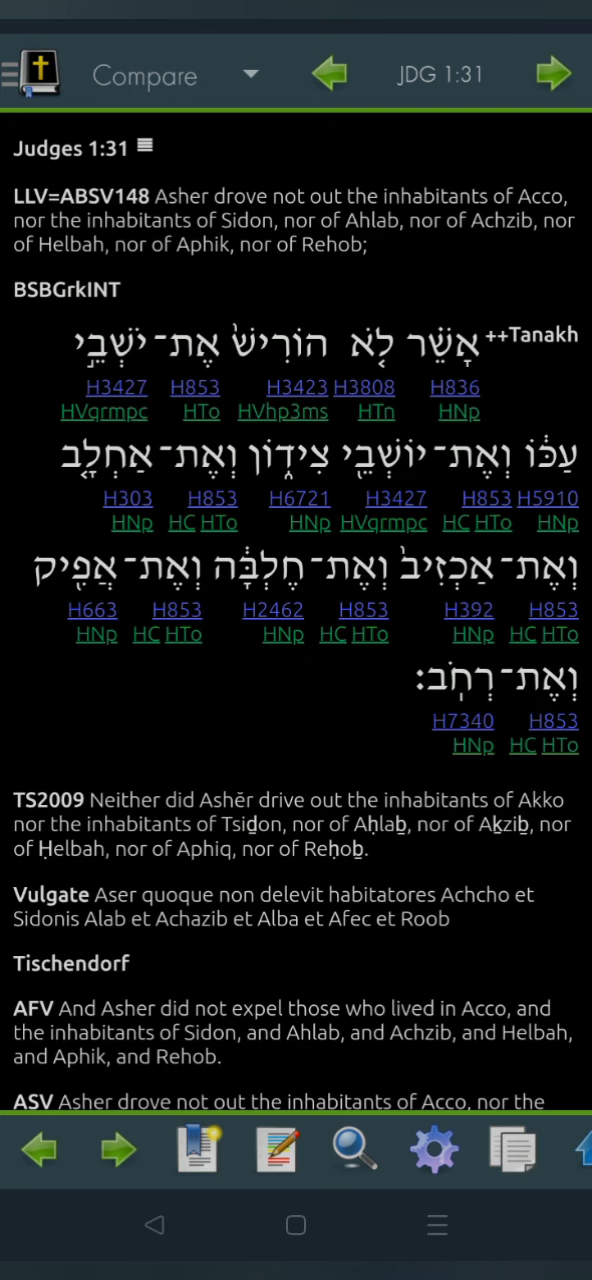 Compare
JDG 1:31
Judges 1:31
LLV=ABSV148 Asher drove not out the inhabitants of Acco,
nor the inhabitants of Sidon, nor of Ahlab, nor of Achzib, nor
of Helbah, nor of Aphik, nor of Rehob;
BSBGrkINT
++Tanakh אָשֵׁ֗ר לֹ֤א הוֹרִישׁ֙ אֶת־ יֹשְׁבֵ֣י
H3427 H853 H3423 H3808 H836
HVqrmpc HTo HVhp3ms HTn HNp
עַכּ֔וֹ וְאֶת־ יוֹשְׁבֵ֖י צִיד֑וֹן וְאֶת־ אַחְלָ֤ב
H303 H853 H6721 H3427 H853 H5910
HNp HC HTo HNp HVqrmpc HC HTo HNp
וְאֶת־ אַכְזִיב֙ וְאֶת־ חֶלְבָּ֔ה וְאֶת־ אֲפִ֖יק
H663 H853 H2462 H853 H392 H853
HNp HC HTo HNp HC HTo HNp HC HTo
וְאֶת־ רְחֹֽב׃
H7340 H853
HNp HC HTo
TS2009 Neither did Ashĕr drive out the inhabitants of Akko
nor the inhabitants of Tsiḏon, nor of Aḥlaḇ, nor of Aḵziḇ, nor
of Ḥelbah, nor of Aphiq, nor of Reḥoḇ.
Vulgate Aser quoque non delevit habitatores Achcho et
Sidonis Alab et Achazib et Alba et Afec et Roob
Tischendorf
AFV And Asher did not expel those who lived in Acco, and
the inhabitants of Sidon, and Ahlab, and Achzib, and Helbah,
and Aphik, and Rehob.
ASV Asher drove not out the inhabitants of Acco, nor the